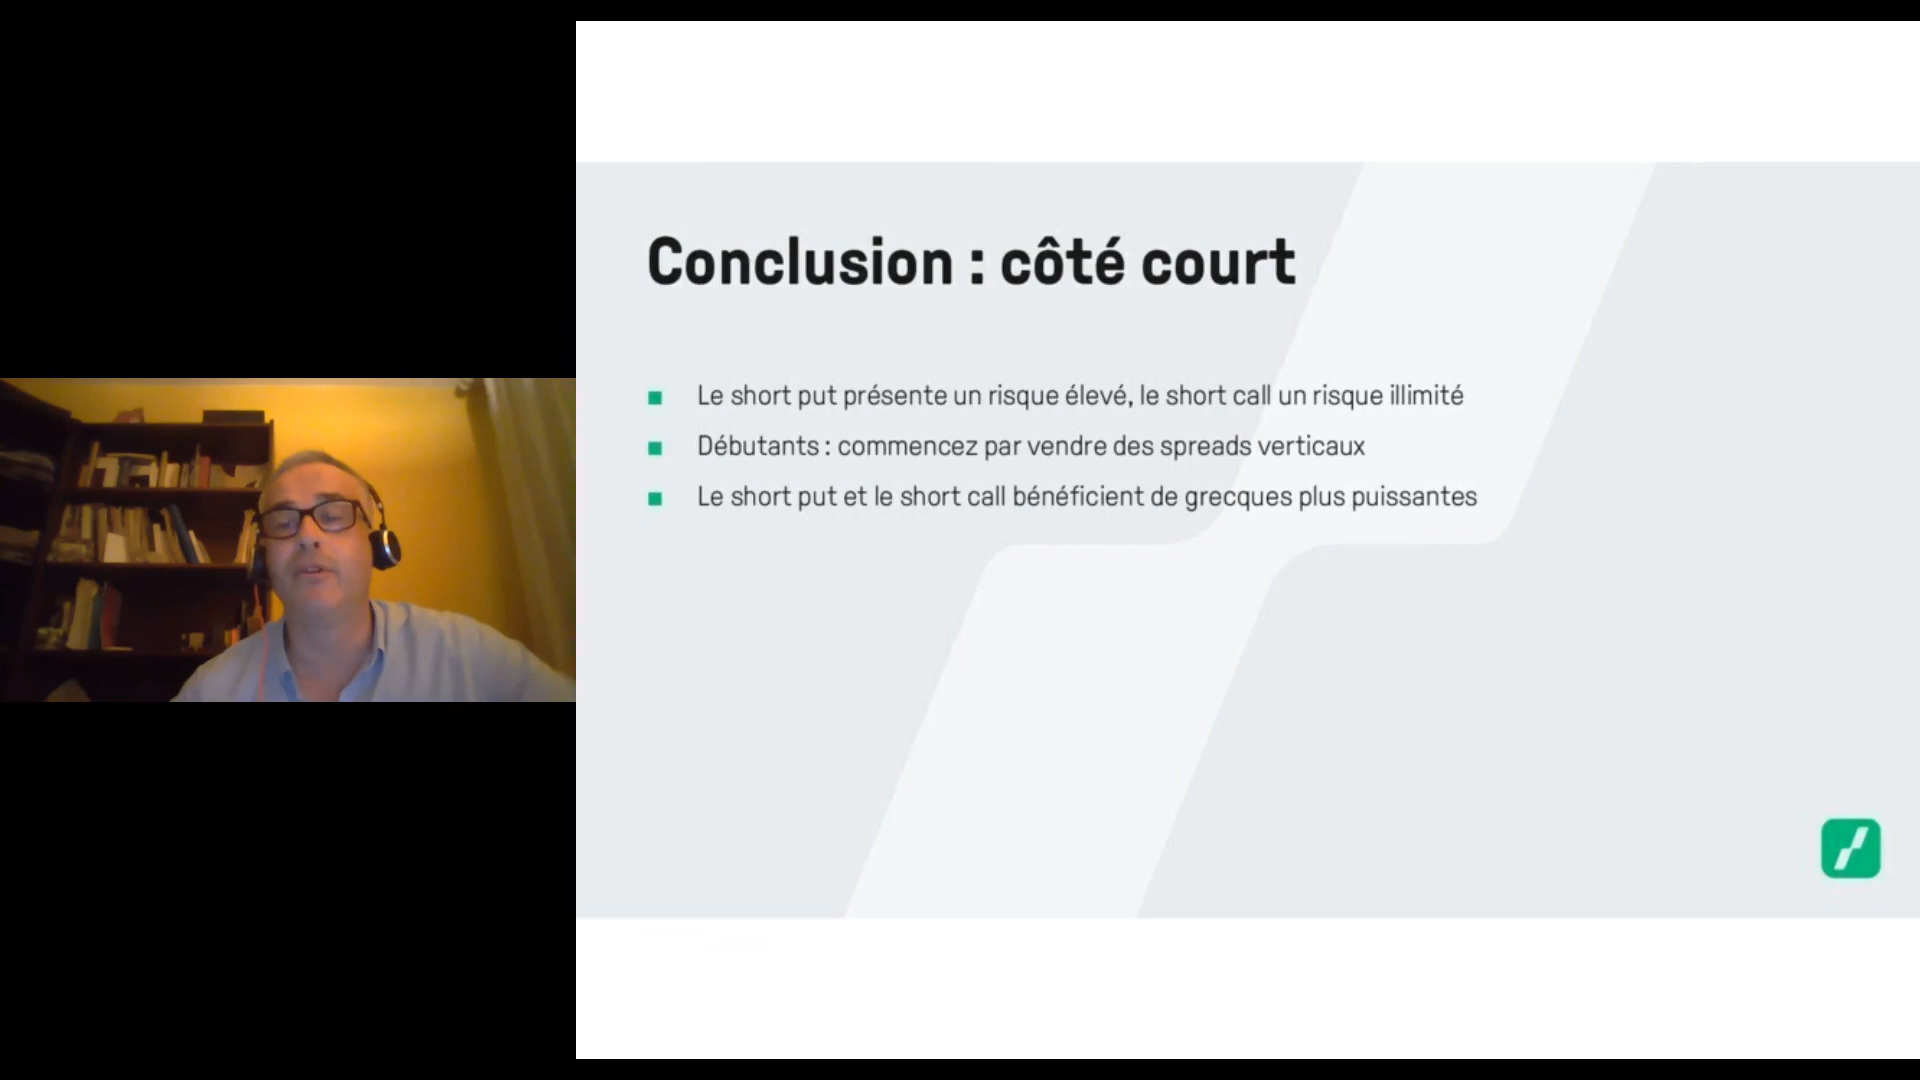 Conclusion : côté court
Le short put présente un risque élevé, le short call un risque illimité
Débutants : commencez par vendre des spreads verticaux
Le short put et le short call bénéficient de grecques plus puissantes